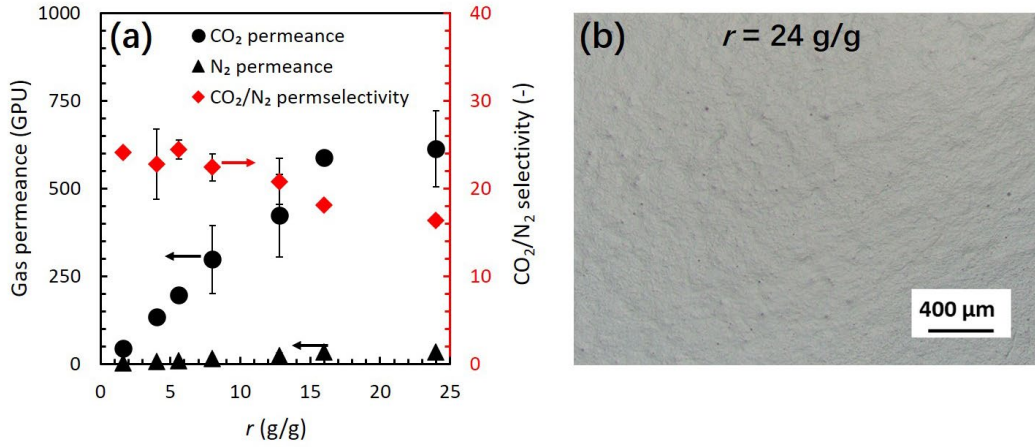 (a)
CO₂ permeance
N₂ permeance
CO₂/N₂ permselectivity
Gas permeance (GPU)
1000
750
500
250
0
CO₂/N₂ selectivity (-)
40
30
20
10
0
0 5 10 15 20 25
r (g/g)
(b)
r = 24 g/g
400 µm